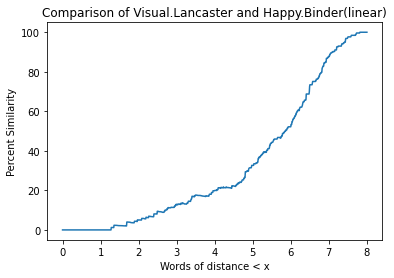 Comparison of Visual.Lancaster and Happy.Binder(linear)
Percent Similarity
100
80
60
40
20
0
0 1 2 3 4 5 6 7 8
Words of distance < x